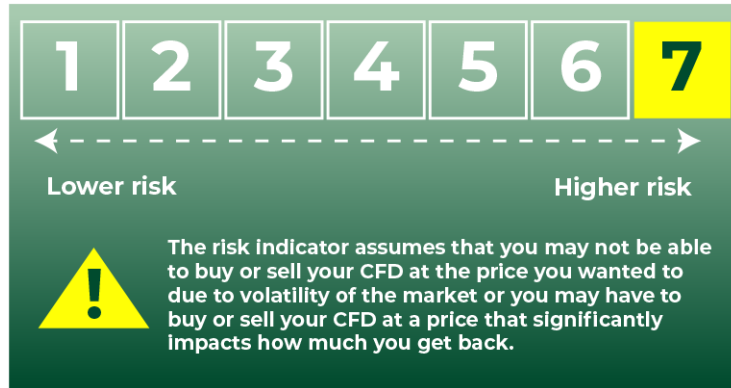 1 2 3 4 5 6 7
Lower risk Higher risk
!
The risk indicator assumes that you may not be able
to buy or sell your CFD at the price you wanted to
due to volatility of the market or you may have to
buy or sell your CFD at a price that significantly
impacts how much you get back.